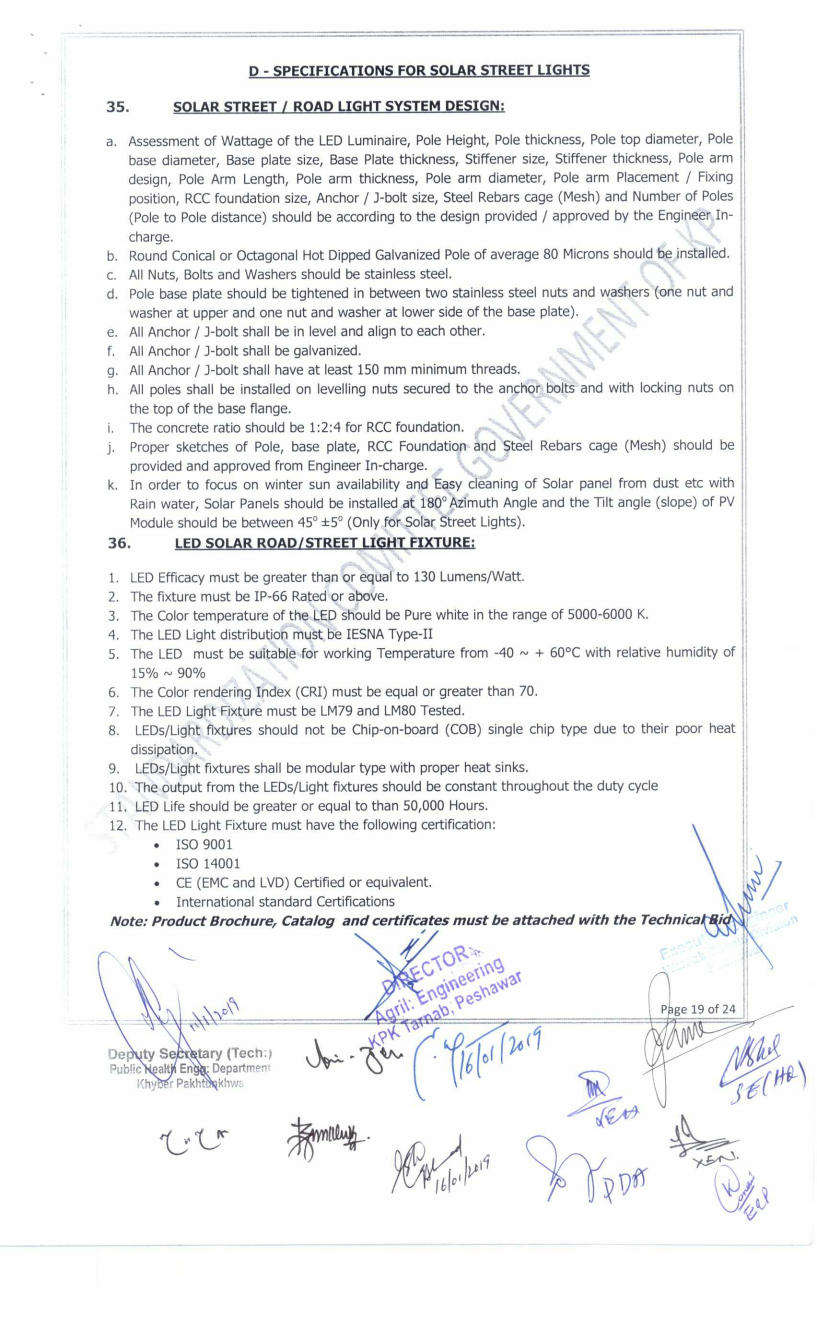 D - SPECIFICATIONS FOR SOLAR STREET LIGHTS
35. SOLAR STREET / ROAD LIGHT SYSTEM DESIGN:
a. Assessment of Wattage of the LED Luminaire, Pole Height, Pole thickness, Pole top diameter, Pole
base diameter, Base plate size, Base Plate thickness, Stiffener size, Stiffener thickness, Pole arm
design, Pole Arm Length, Pole arm thickness, Pole arm diameter, Pole arm Placement / Fixing
position, RCC foundation size, Anchor / J-bolt size, Steel Rebars cage (Mesh) and Number of Poles
(Pole to Pole distance) should be according to the design provided / approved by the Engineer In-
charge.
b. Round Conical or Octagonal Hot Dipped Galvanized Pole of average 80 Microns should be installed.
c. All Nuts, Bolts and Washers should be stainless steel.
d. Pole base plate should be tightened in between two stainless steel nuts and washers (one nut and
washer at upper and one nut and washer at lower side of the base plate).
e. All Anchor / J-bolt shall be in level and align to each other.
f. All Anchor / J-bolt shall be galvanized.
g. All Anchor / J-bolt shall have at least 150 mm minimum threads.
h. All poles shall be installed on levelling nuts secured to the anchor bolts and with locking nuts on
the top of the base flange.
i. The concrete ratio should be 1:2:4 for RCC foundation.
j. Proper sketches of Pole, base plate, RCC Foundation and Steel Rebars cage (Mesh) should be
provided and approved from Engineer In-charge.
k. In order to focus on winter sun availability and Easy cleaning of Solar panel from dust etc with
Rain water, Solar Panels should be installed at 180° Azimuth Angle and the Tilt angle (slope) of PV
Module should be between 45° ±5° (Only for Solar Street Lights).
36. LED SOLAR ROAD/STREET LIGHT FIXTURE:
1. LED Efficacy must be greater than or equal to 130 Lumens/Watt.
2. The fixture must be IP-66 Rated or above.
3. The Color temperature of the LED should be Pure white in the range of 5000-6000 K.
4. The LED Light distribution must be IESNA Type-II
5. The LED must be suitable for working Temperature from -40 ~ + 60°C with relative humidity of
15% ~ 90%
6. The Color rendering Index (CRI) must be equal or greater than 70.
7. The LED Light Fixture must be LM79 and LM80 Tested.
8. LEDs/Light fixtures should not be Chip-on-board (COB) single chip type due to their poor heat
dissipation.
9. LEDs/Light fixtures shall be modular type with proper heat sinks.
10. The output from the LEDs/Light fixtures should be constant throughout the duty cycle
11. LED Life should be greater or equal to than 50,000 Hours.
12. The LED Light Fixture must have the following certification:
• ISO 9001
• ISO 14001
• CE (EMC and LVD) Certified or equivalent.
• International standard Certifications
Note: Product Brochure, Catalog and certificates must be attached with the Technical Bid
STANDARDIZATION COMMITTEE GOVERNMENT OF KP
DIRECTOR
Agril: Engineering
KPK Tarnab, Peshawar
Page 19 of 24
Deputy Secretary (Tech:)
Public Health Engg: Department
Khyber Pakhtunkhwa
16/01/2019
SE(HQ)
XEN
XEN.
16/01/2019
PDA